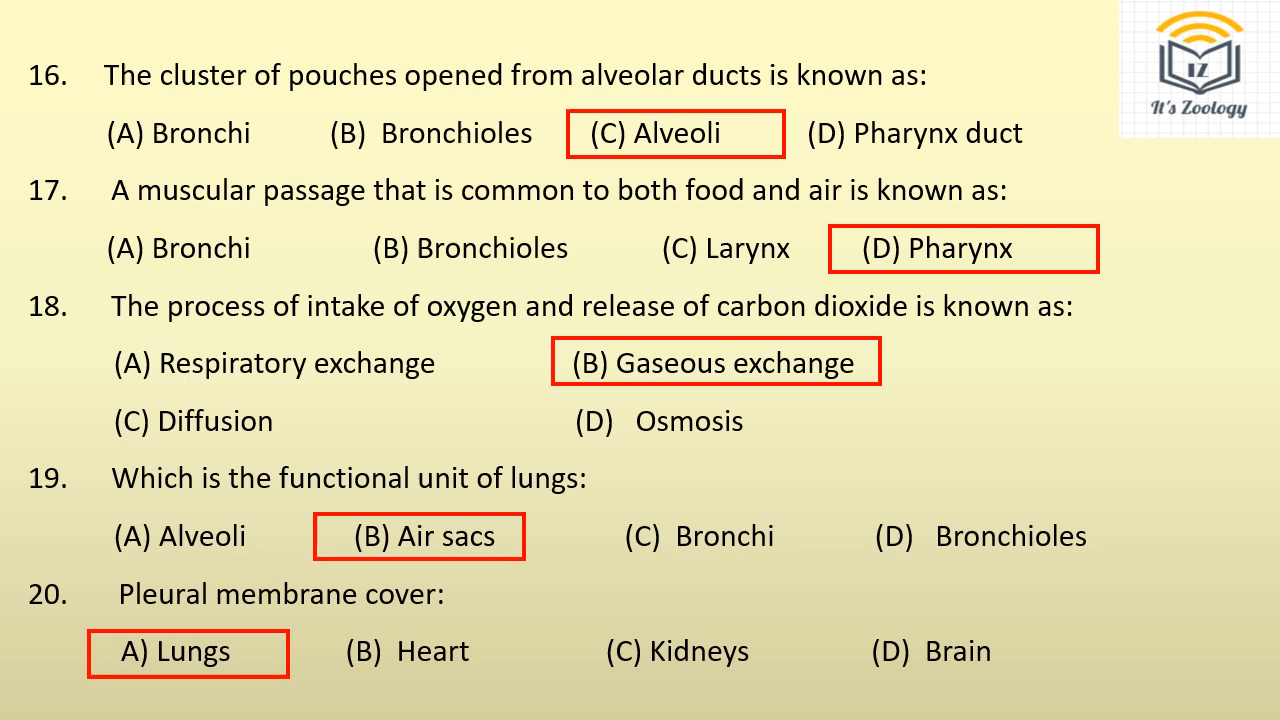 IZ
It's Zoology
16. The cluster of pouches opened from alveolar ducts is known as:
(A) Bronchi (B) Bronchioles (C) Alveoli (D) Pharynx duct
17. A muscular passage that is common to both food and air is known as:
(A) Bronchi (B) Bronchioles (C) Larynx (D) Pharynx
18. The process of intake of oxygen and release of carbon dioxide is known as:
(A) Respiratory exchange (B) Gaseous exchange
(C) Diffusion (D) Osmosis
19. Which is the functional unit of lungs:
(A) Alveoli (B) Air sacs (C) Bronchi (D) Bronchioles
20. Pleural membrane cover:
A) Lungs (B) Heart (C) Kidneys (D) Brain